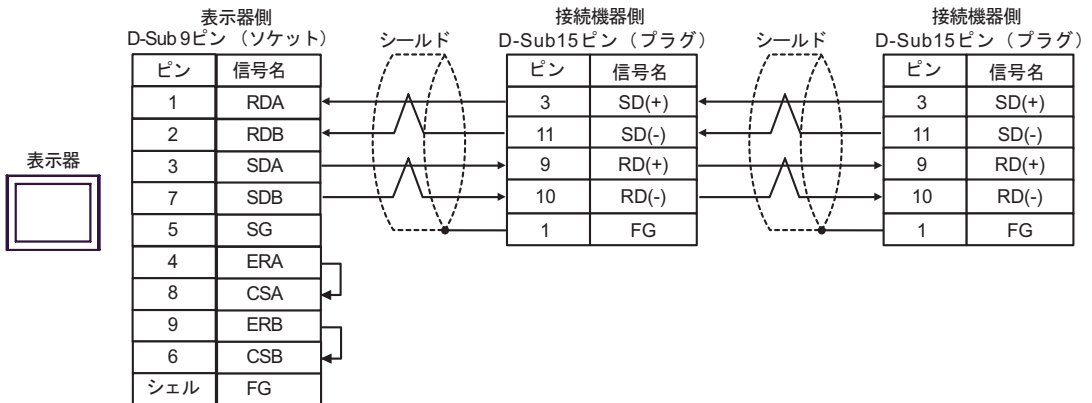 表示器側
D-Sub 9ピン （ソケット）
ピン 信号名
1 RDA
2 RDB
3 SDA
7 SDB
5 SG
4 ERA
8 CSA
9 ERB
6 CSB
シェル FG
表示器
シールド
接続機器側
D-Sub15ピン（プラグ）
ピン 信号名
3 SD(+)
11 SD(-)
9 RD(+)
10 RD(-)
1 FG
シールド
接続機器側
D-Sub15ピン（プラグ）
ピン 信号名
3 SD(+)
11 SD(-)
9 RD(+)
10 RD(-)
1 FG